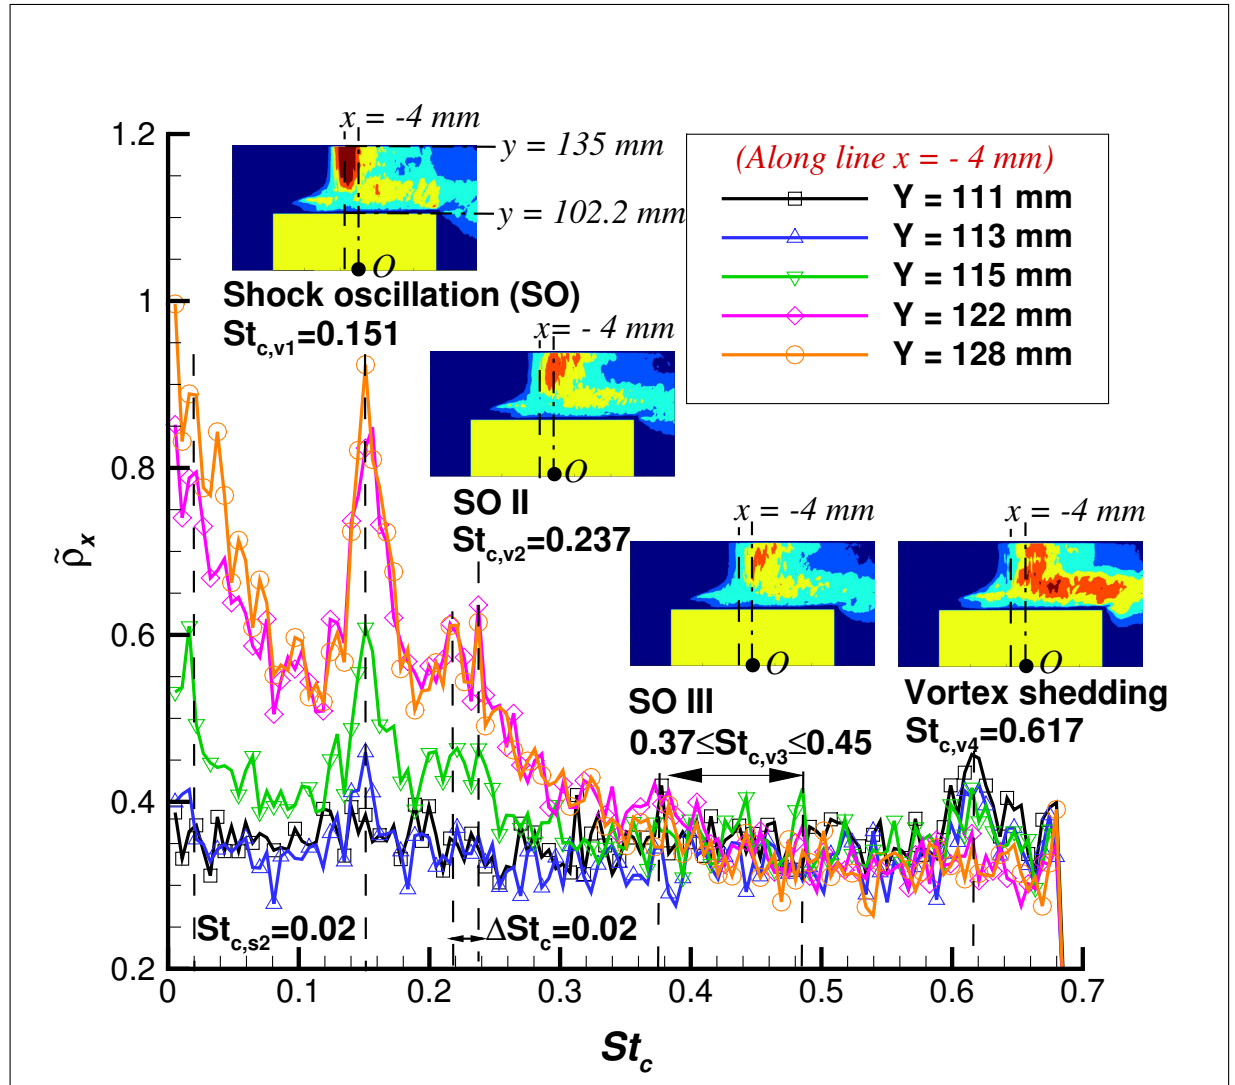 x = -4 mm
y = 135 mm
y = 102.2 mm
O
Shock oscillation (SO)
St_c,v1=0.151
x= - 4 mm
O
SO II
St_c,v2=0.237
x = -4 mm
O
SO III
0.37≤St_c,v3≤0.45
x = -4 mm
O
Vortex shedding
St_c,v4=0.617
(Along line x = - 4 mm)
Y = 111 mm
Y = 113 mm
Y = 115 mm
Y = 122 mm
Y = 128 mm
St_c,s2=0.02
ΔSt_c=0.02
1.2
1
0.8
0.6
0.4
0.2
ρ̃_x
0 0.1 0.2 0.3 0.4 0.5 0.6 0.7
St_c